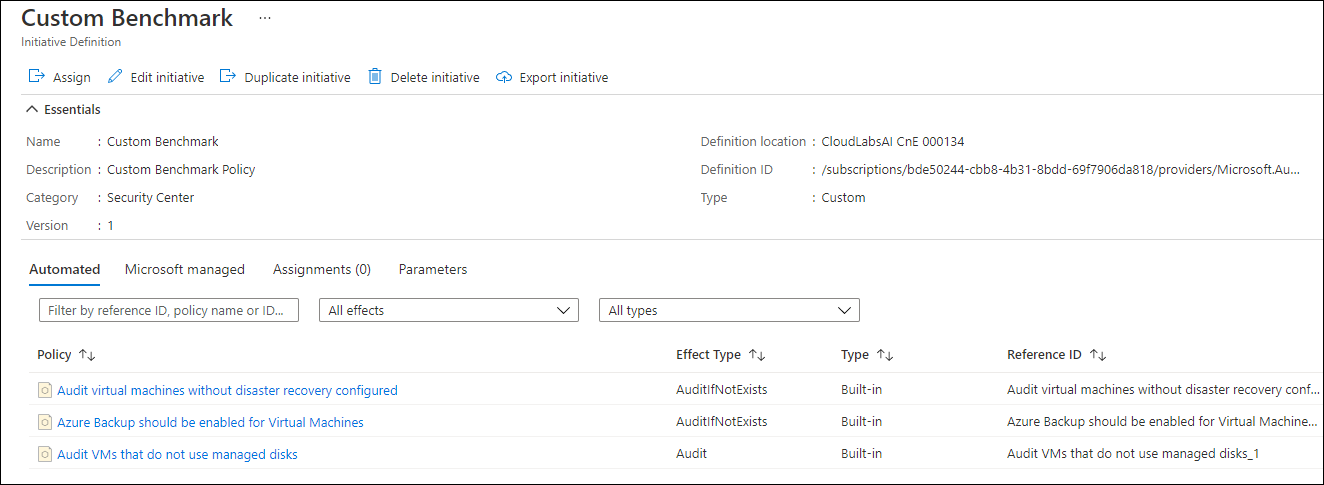 Custom Benchmark ...
Initiative Definition
Assign Edit initiative Duplicate initiative Delete initiative Export initiative
Essentials
Name : Custom Benchmark Definition location : CloudLabsAI CnE 000134
Description : Custom Benchmark Policy Definition ID : /subscriptions/bde50244-cbb8-4b31-8bdd-69f7906da818/providers/Microsoft.Au...
Category : Security Center Type : Custom
Version : 1
Automated Microsoft managed Assignments (0) Parameters
Filter by reference ID, policy name or ID... All effects All types
Policy Effect Type Type Reference ID
Audit virtual machines without disaster recovery configured AuditIfNotExists Built-in Audit virtual machines without disaster recovery conf...
Azure Backup should be enabled for Virtual Machines AuditIfNotExists Built-in Azure Backup should be enabled for Virtual Machine...
Audit VMs that do not use managed disks Audit Built-in Audit VMs that do not use managed disks_1